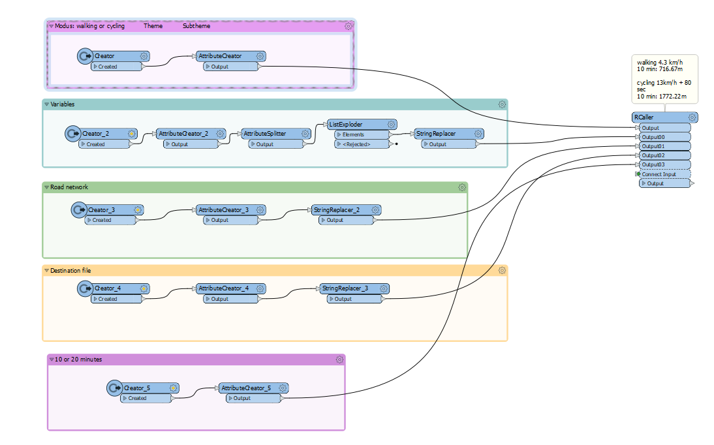 Modus: walking or cycling Theme Subtheme
Creator
Created
AttributeCreator
Output
Variables
Creator_2
Created
AttributeCreator_2
Output
AttributeSplitter
Output
ListExploder
Elements
<Rejected>
StringReplacer
Output
Road network
Creator_3
Created
AttributeCreator_3
Output
StringReplacer_2
Output
Destination file
Creator_4
Created
AttributeCreator_4
Output
StringReplacer_3
Output
10 or 20 minutes
Creator_5
Created
AttributeCreator_5
Output
walking 4.3 km/h
10 min: 716.67m
cycling 13km/h + 80
sec
10 min: 1772.22m
RCaller
Output
Output00
Output01
Output02
Output03
Connect Input
Output